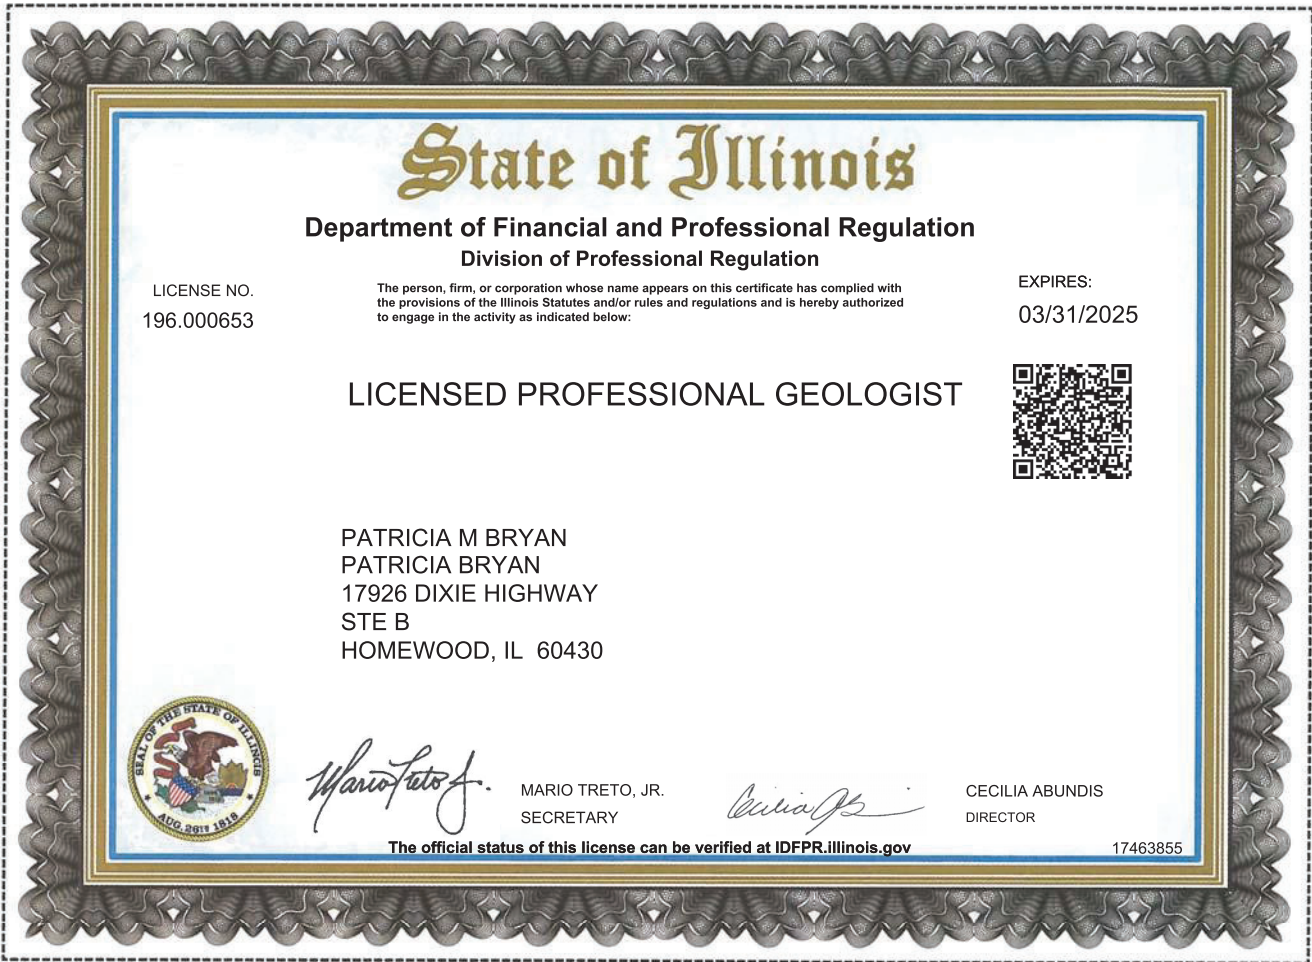 State of Illinois
Department of Financial and Professional Regulation
Division of Professional Regulation
LICENSE NO.
196.000653
The person, firm, or corporation whose name appears on this certificate has complied with
the provisions of the Illinois Statutes and/or rules and regulations and is hereby authorized
to engage in the activity as indicated below:
EXPIRES:
03/31/2025
LICENSED PROFESSIONAL GEOLOGIST
PATRICIA M BRYAN
PATRICIA BRYAN
17926 DIXIE HIGHWAY
STE B
HOMEWOOD, IL  60430
SEAL OF THE STATE OF ILLINOIS
AUG. 26TH 1818
Mario Treto Jr.
MARIO TRETO, JR.
SECRETARY
Cecilia
CECILIA ABUNDIS
DIRECTOR
The official status of this license can be verified at IDFPR.illinois.gov
17463855